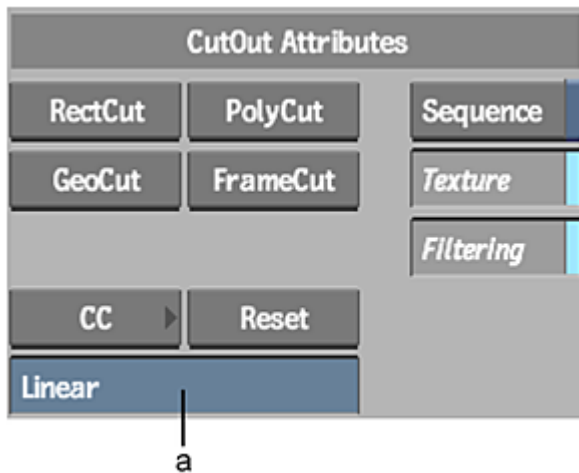 CutOut Attributes
RectCut PolyCut Sequence
GeoCut FrameCut Texture
Filtering
CC Reset
Linear
a